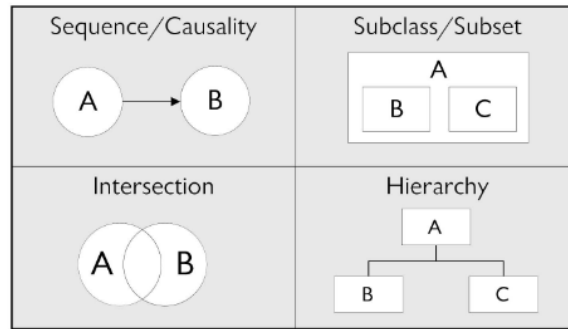 Sequence/Causality
A
B
Subclass/Subset
A
B
C
Intersection
A
B
Hierarchy
A
B
C